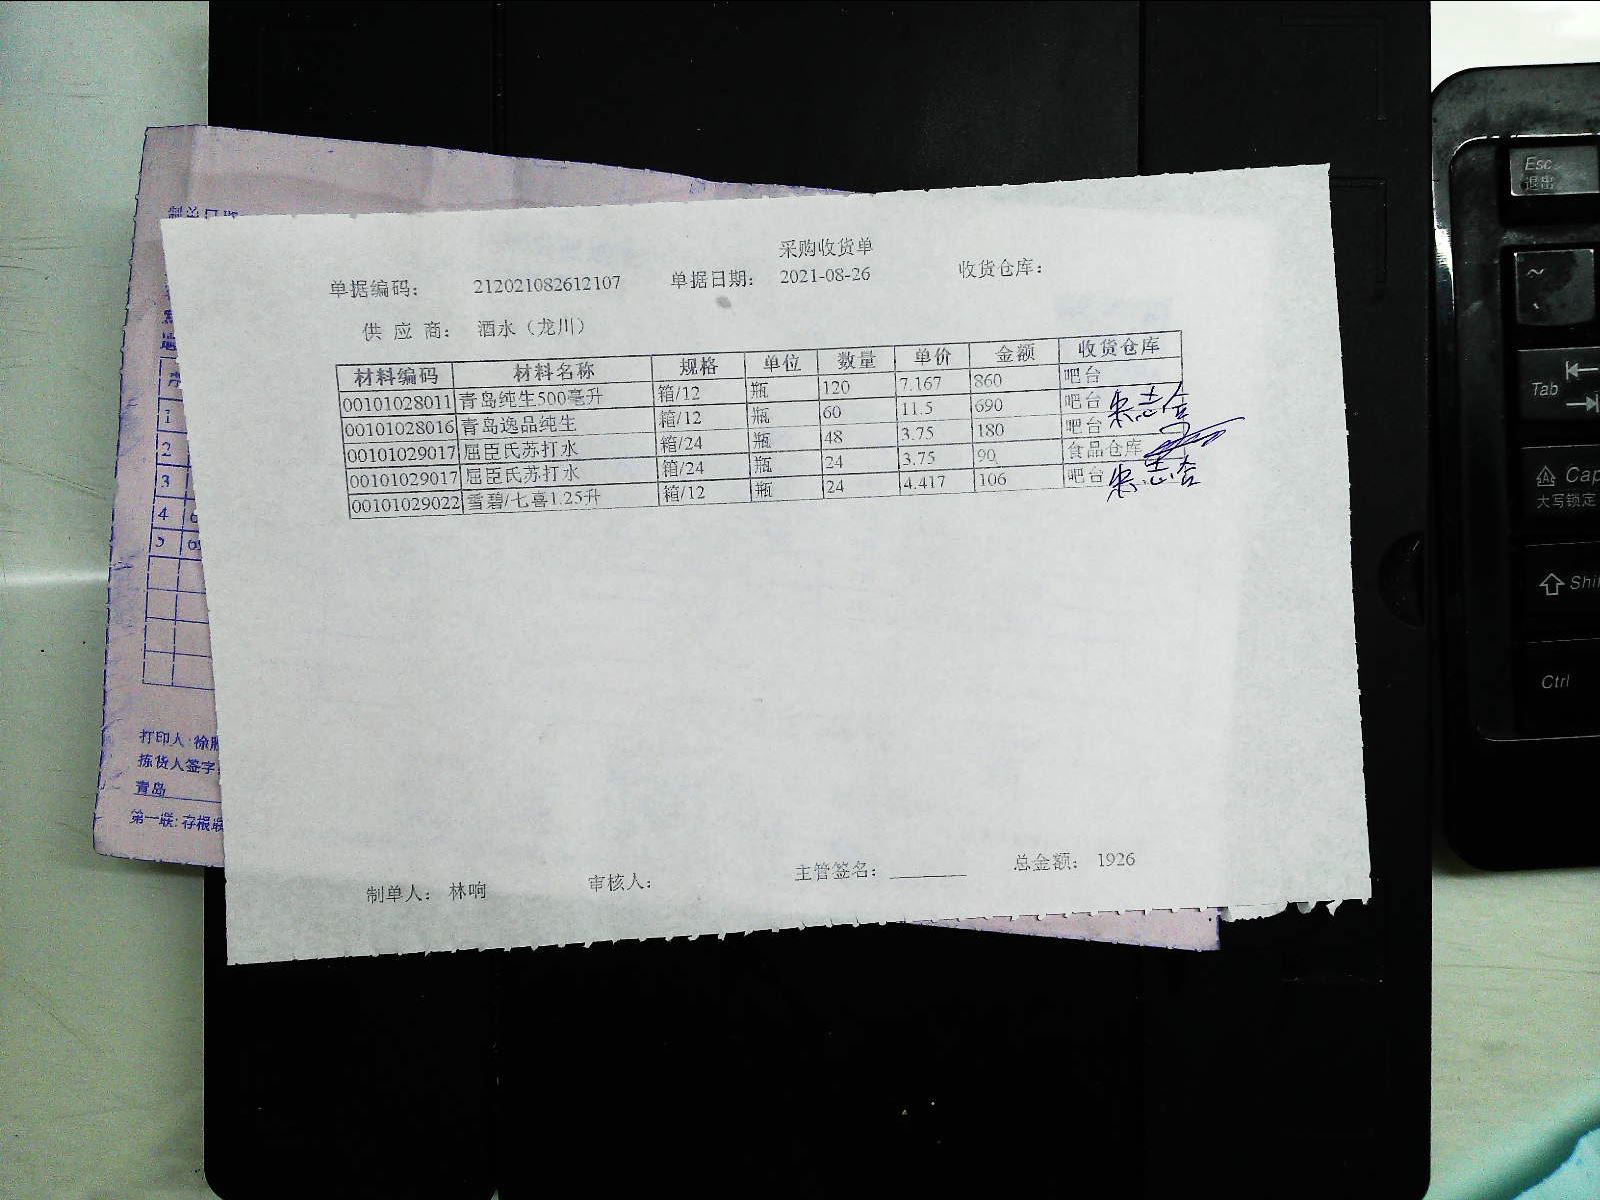 采购收货单
单据编码： 212021082612107 单据日期： 2021-08-26 收货仓库：
供 应 商： 酒水（龙川）
材料编码 材料名称 规格 单位 数量 单价 金额 收货仓库
00101028011 青岛纯生500毫升 箱/12 瓶 120 7.167 860 吧台
00101028016 青岛逸品纯生 箱/12 瓶 60 11.5 690 吧台
00101029017 屈臣氏苏打水 箱/24 瓶 48 3.75 180 吧台
00101029017 屈臣氏苏打水 箱/24 瓶 24 3.75 90 食品仓库
00101029022 雪碧/七喜1.25升 箱/12 瓶 24 4.417 106 吧台
制单人： 林响 审核人： 主管签名： 总金额： 1926
1
2
3
4
打印人
拣货人签字
青岛
第一联: 存根联
Esc
退出
~
Tab
Cap
大写锁定
Shi
Ctrl